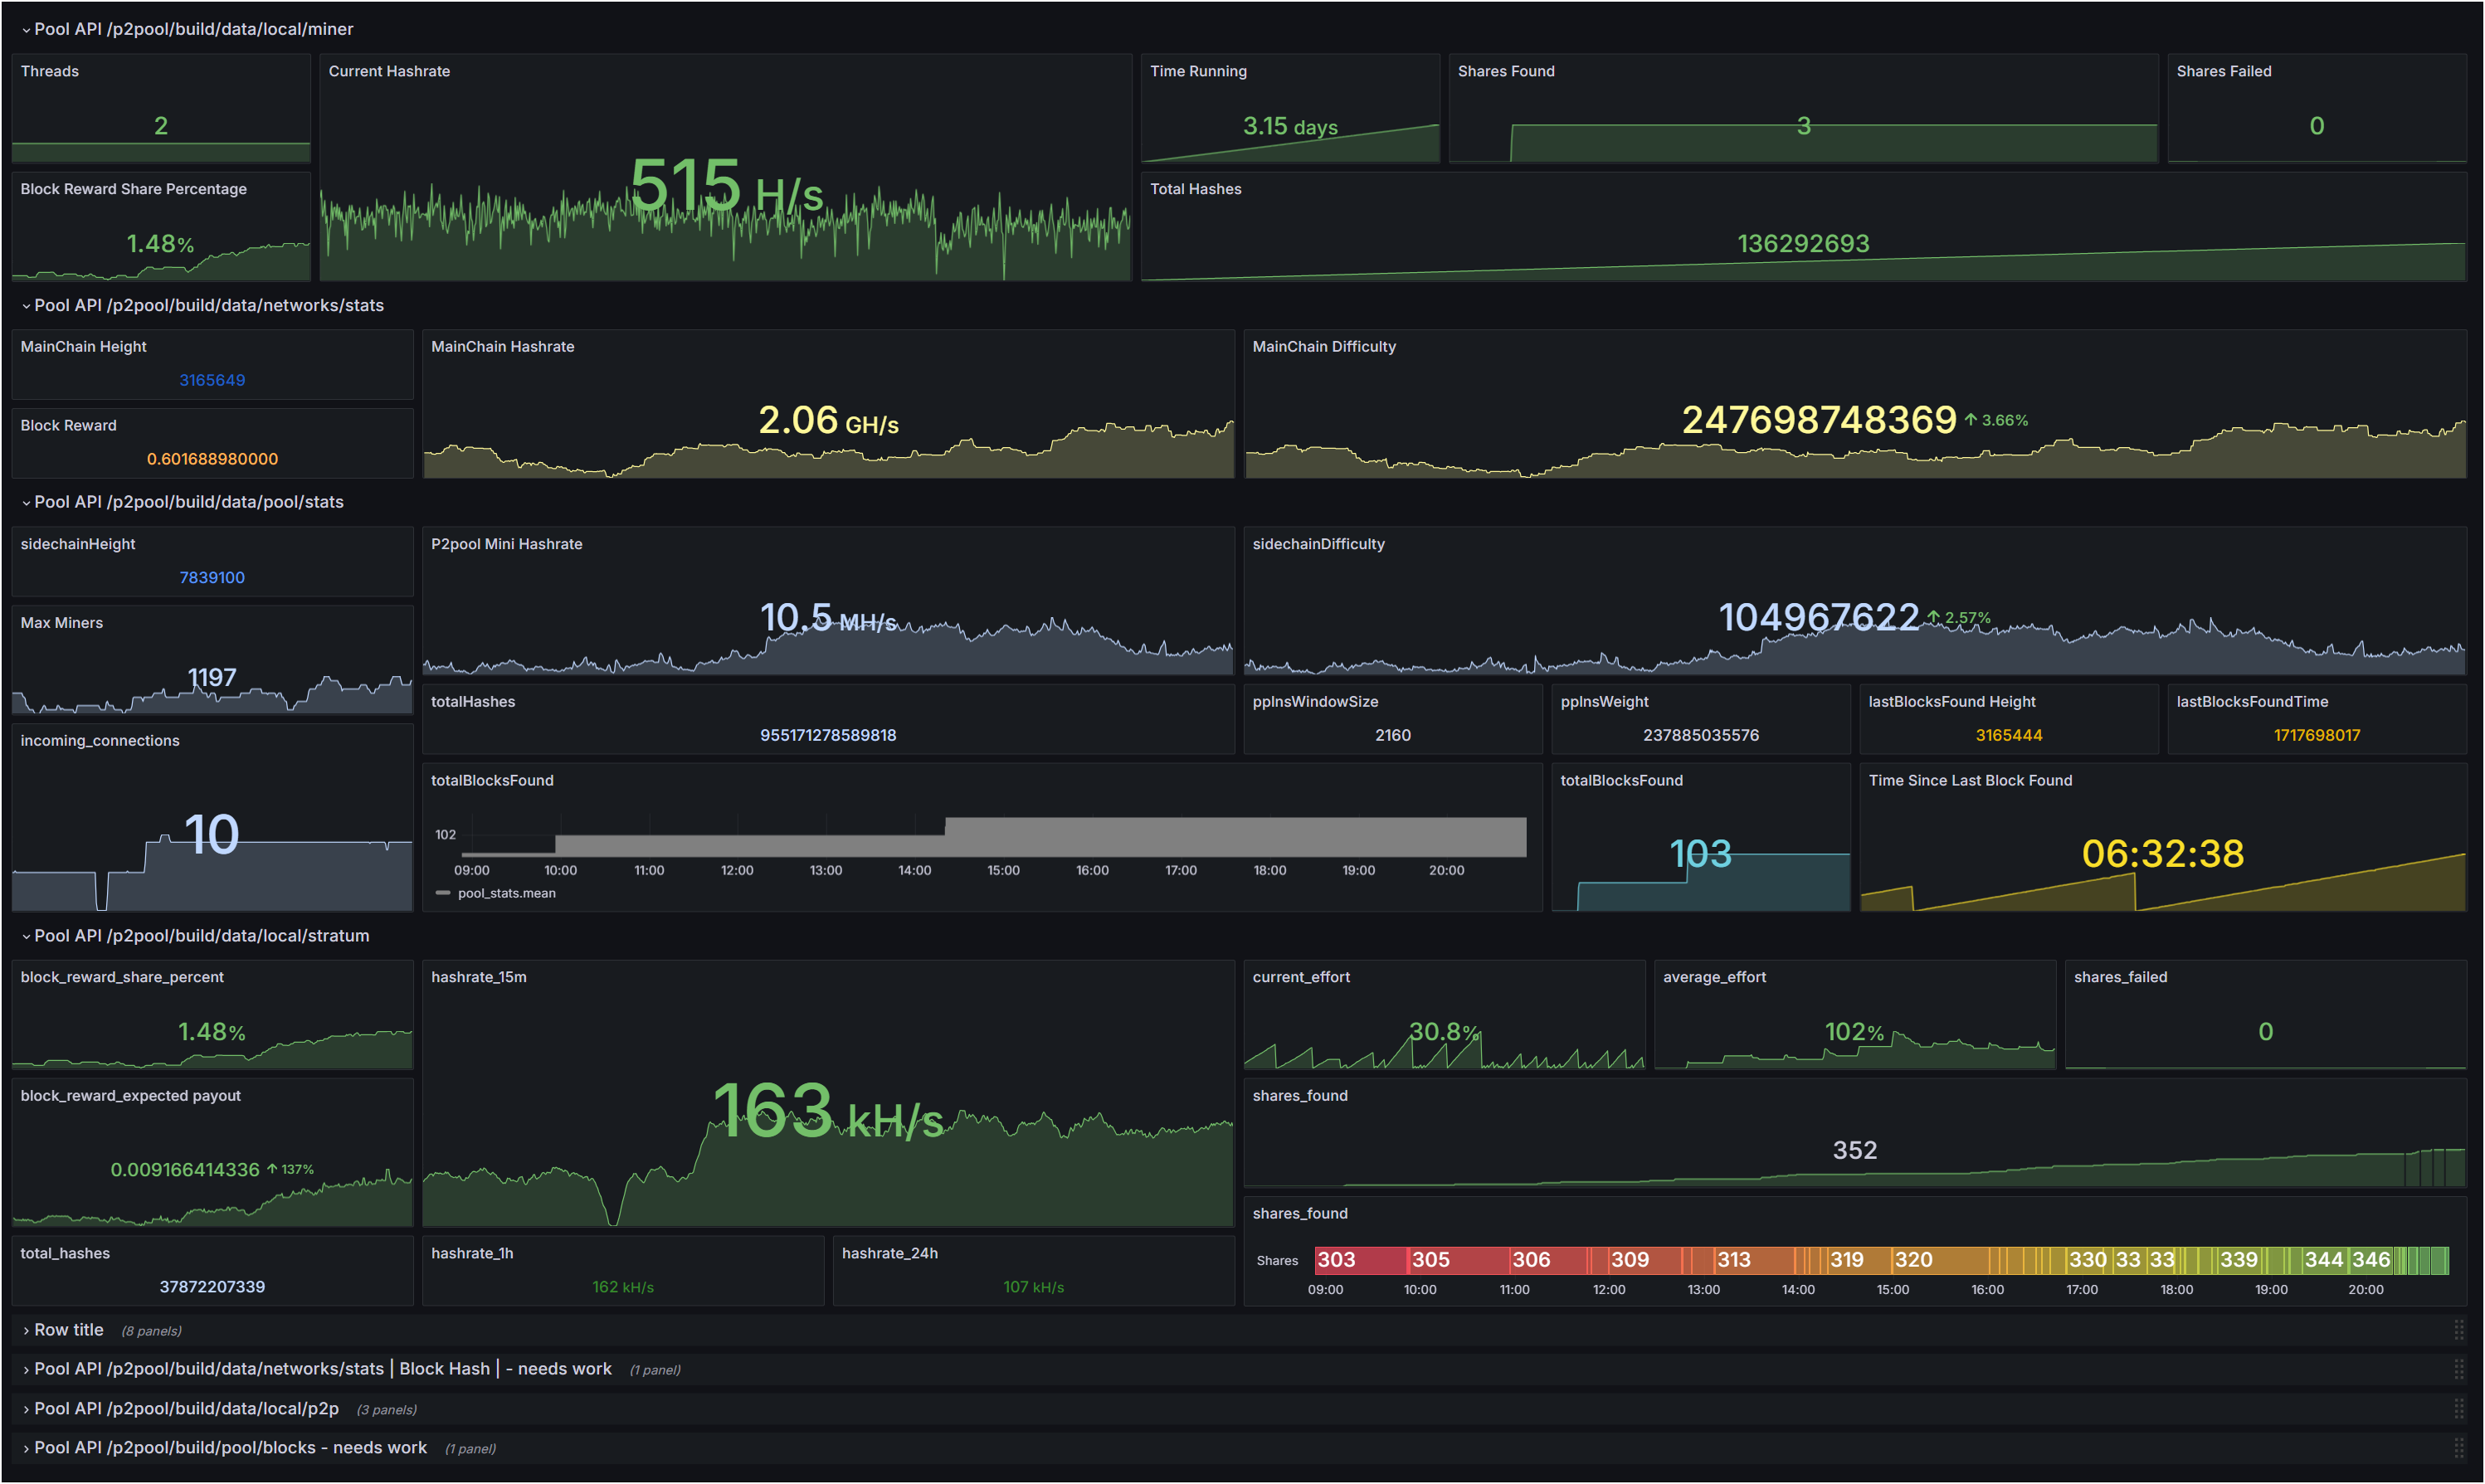 Pool API /p2pool/build/data/local/miner
Threads
2
Current Hashrate
515 H/s
Time Running
3.15 days
Shares Found
3
Shares Failed
0
Block Reward Share Percentage
1.48%
Total Hashes
136292693
Pool API /p2pool/build/data/networks/stats
MainChain Height
3165649
MainChain Hashrate
2.06 GH/s
MainChain Difficulty
247698748369 3.66%
Block Reward
0.601688980000
Pool API /p2pool/build/data/pool/stats
sidechainHeight
7839100
P2pool Mini Hashrate
10.5 MH/s
sidechainDifficulty
104967622 2.57%
Max Miners
1197
totalHashes
955171278589818
pplnsWindowSize
2160
pplnsWeight
237885035576
lastBlocksFound Height
3165444
lastBlocksFoundTime
1717698017
incoming_connections
10
totalBlocksFound
102
09:00 10:00 11:00 12:00 13:00 14:00 15:00 16:00 17:00 18:00 19:00 20:00
pool_stats.mean
totalBlocksFound
103
Time Since Last Block Found
06:32:38
Pool API /p2pool/build/data/local/stratum
block_reward_share_percent
1.48%
hashrate_15m
163 kH/s
current_effort
30.8%
average_effort
102%
shares_failed
0
block_reward_expected payout
0.009166414336 137%
shares_found
352
shares_found
Shares 303 305 306 309 313 319 320 330 33 33 339 344 346
09:00 10:00 11:00 12:00 13:00 14:00 15:00 16:00 17:00 18:00 19:00 20:00
total_hashes
37872207339
hashrate_1h
162 kH/s
hashrate_24h
107 kH/s
Row title (8 panels)
Pool API /p2pool/build/data/networks/stats | Block Hash | - needs work (1 panel)
Pool API /p2pool/build/data/local/p2p (3 panels)
Pool API /p2pool/build/pool/blocks - needs work (1 panel)